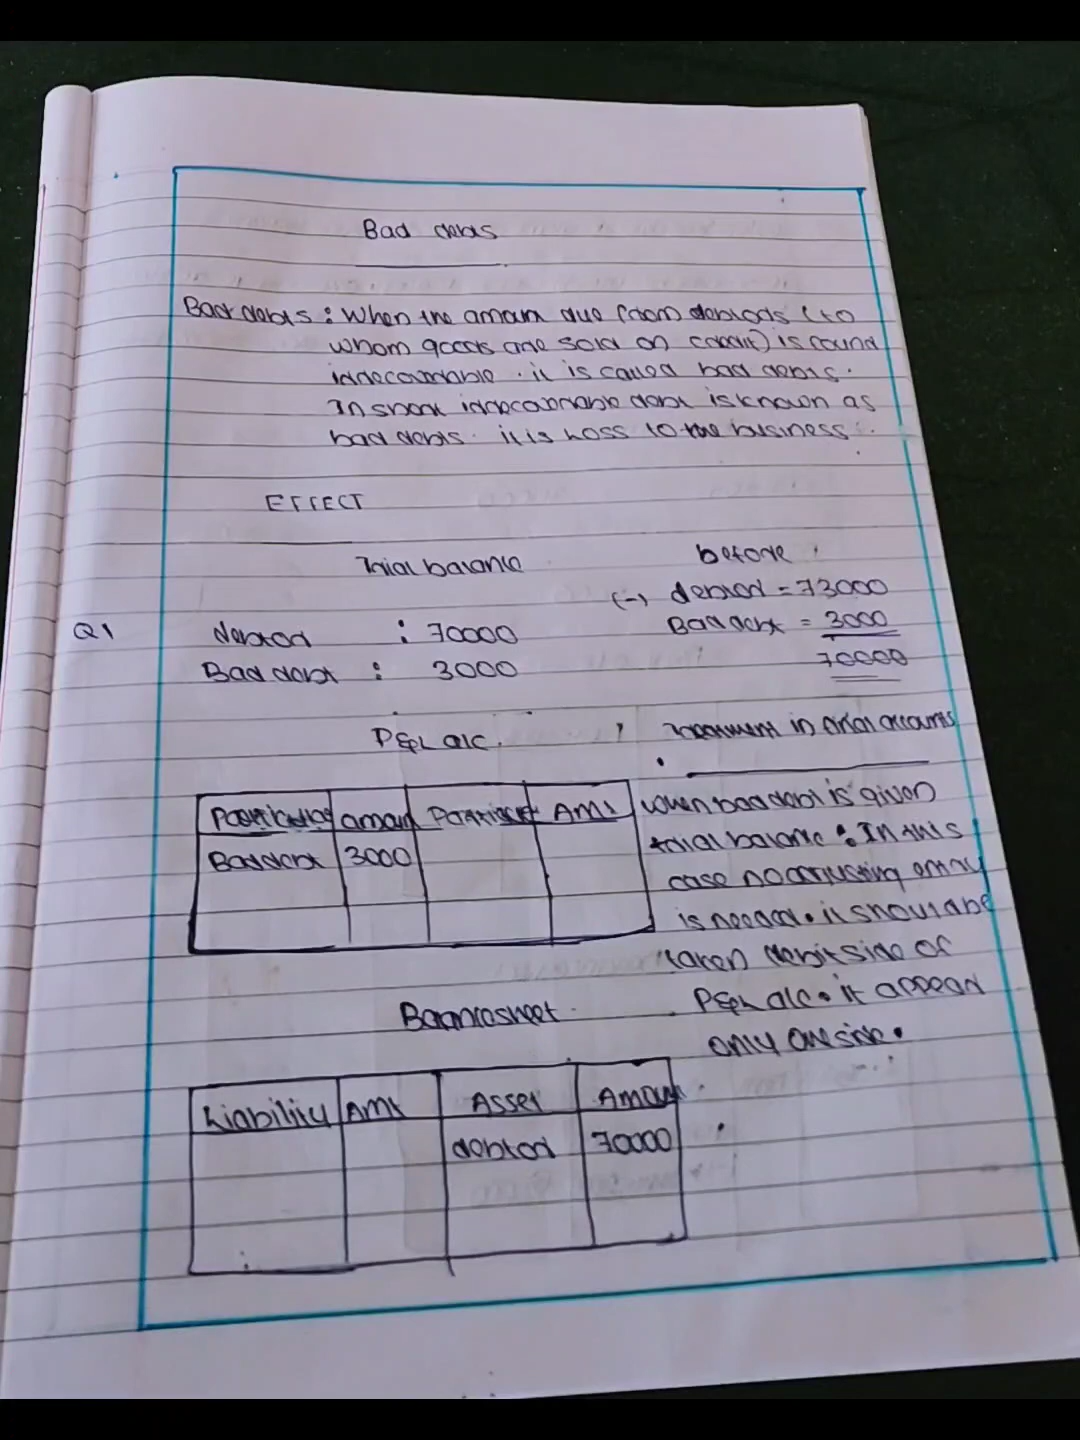 Bad debts
Bad debts : When the amount due from debtors (to
whom goods are sold on credit) is found
irrecoverable. it is called bad debts.
In short irrecoverable debt is known as
bad debts. it is Loss to the business.
EFFECT
Trial balance
before
(-) debtor = 73000
Bad debt = 3000
70000
Q1 debtor : 70000
Bad debt : 3000
P&L a/c.
Particular amount Particular AMt
Bad debt 3000
Treatment in final accounts
When bad debt is given
trial balance : In this
case no adjusting entry
is needed. it should be
taken debit side of
P&L a/c. it appear
only one side.
Balancesheet
Liability AMt Asset Amount
debtor 70000